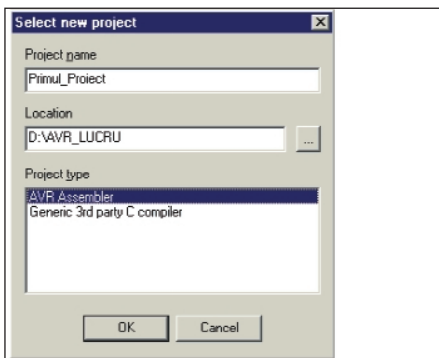 Select new project
Project name
Primul_Proiect
Location
D:\AVR_LUCRU
...
Project type
AVR Assembler
Generic 3rd party C compiler
OK Cancel